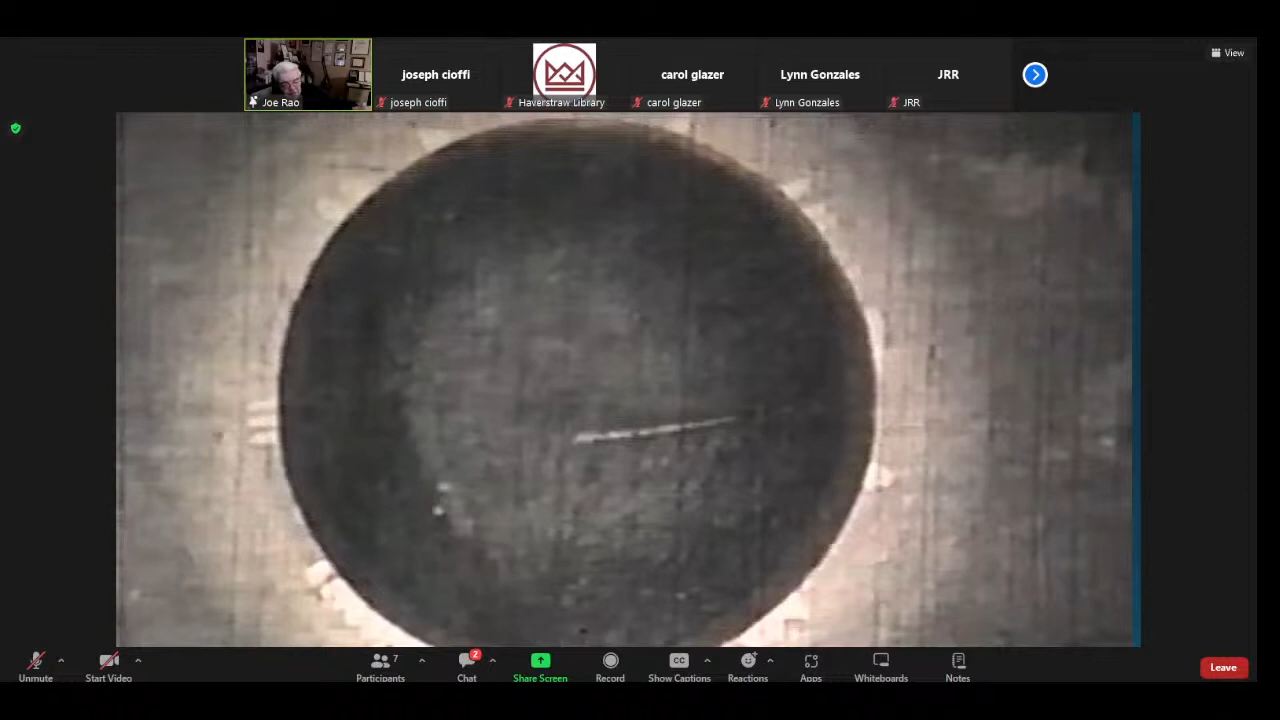 View
joseph cioffi
carol glazer
Lynn Gonzales
JRR
Joe Rao
joseph cioffi
Haverstraw Library
carol glazer
Lynn Gonzales
JRR
7
2
CC
Unmute
Start Video
Participants
Chat
Share Screen
Record
Show Captions
Reactions
Apps
Whiteboards
Notes
Leave